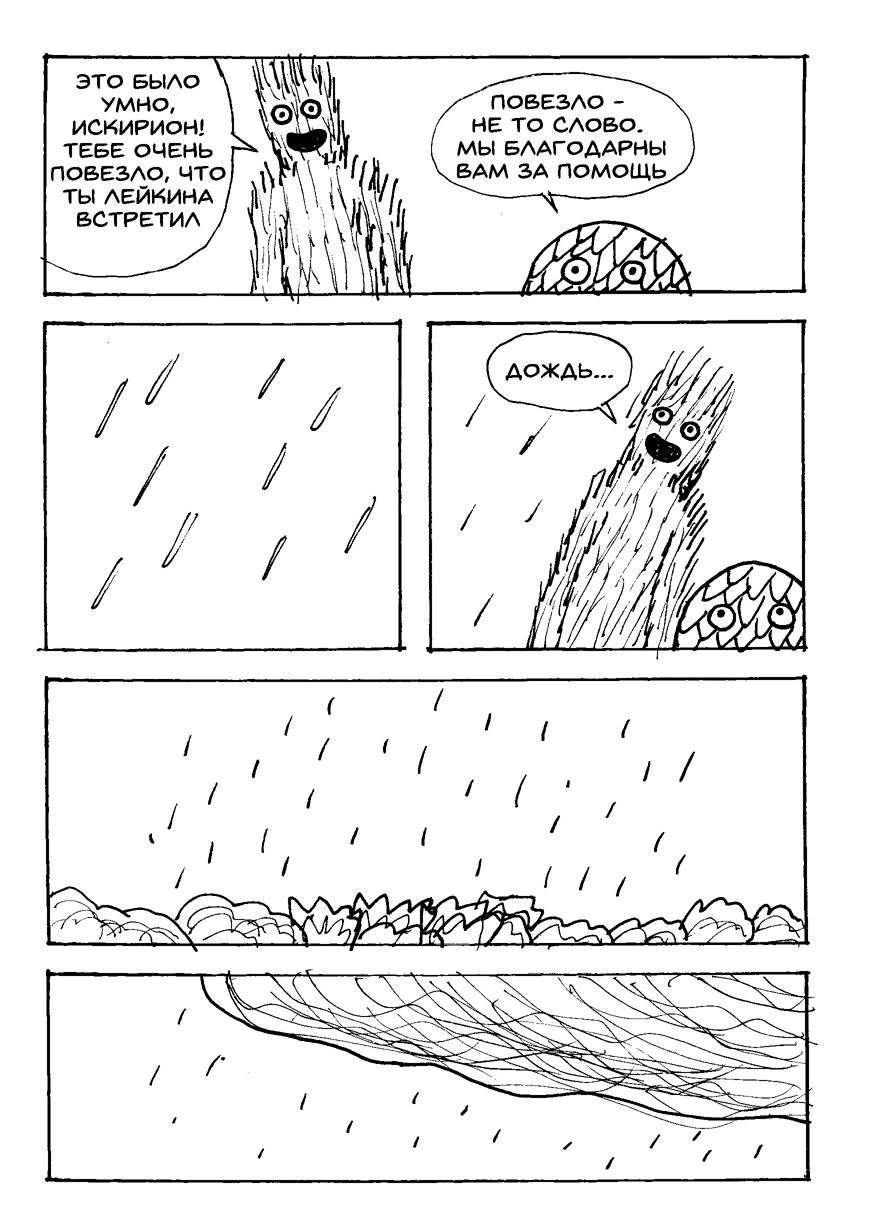 ЭТО БЫЛО
УМНО,
ИСКИРИОН!
ТЕБЕ ОЧЕНЬ
ПОВЕЗЛО, ЧТО
ТЫ ЛЕЙКИНА
ВСТРЕТИЛ
ПОВЕЗЛО –
НЕ ТО СЛОВО.
МЫ БЛАГОДАРНЫ
ВАМ ЗА ПОМОЩЬ
ДОЖДЬ...